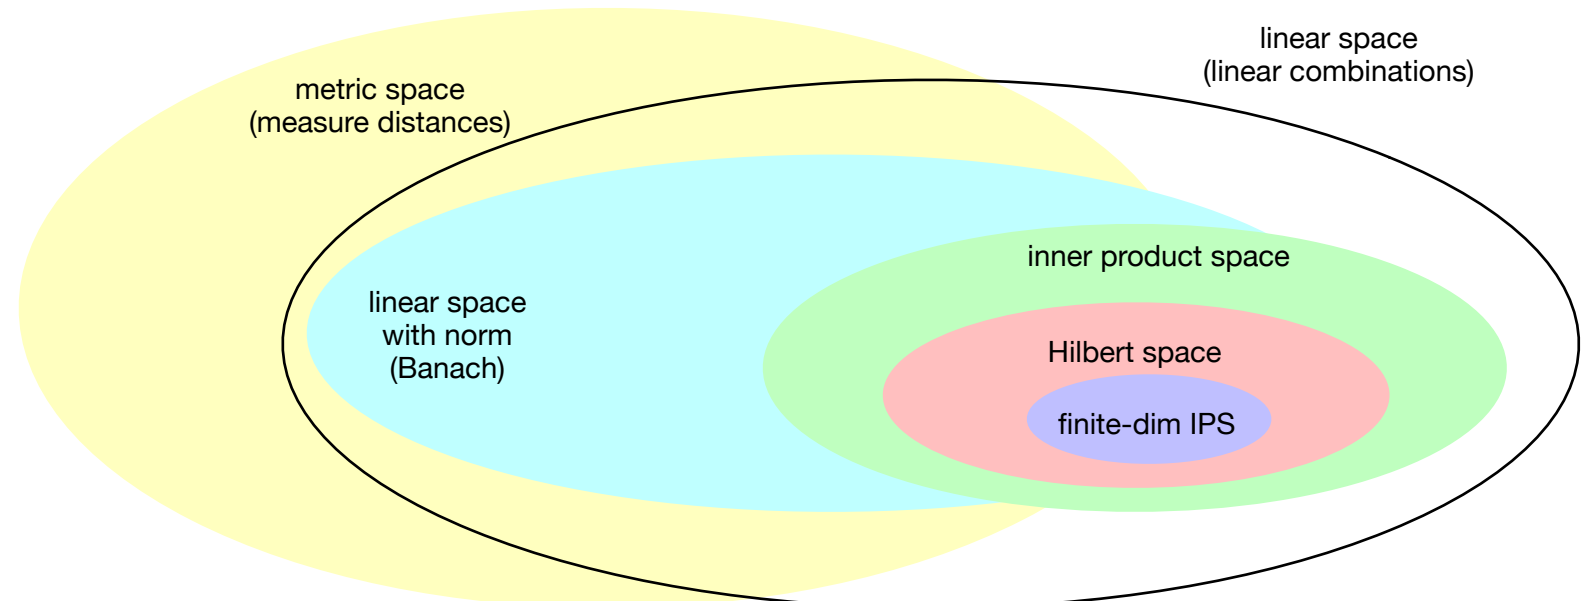 linear space
(linear combinations)
metric space
(measure distances)
inner product space
linear space
with norm
(Banach)
Hilbert space
finite-dim IPS